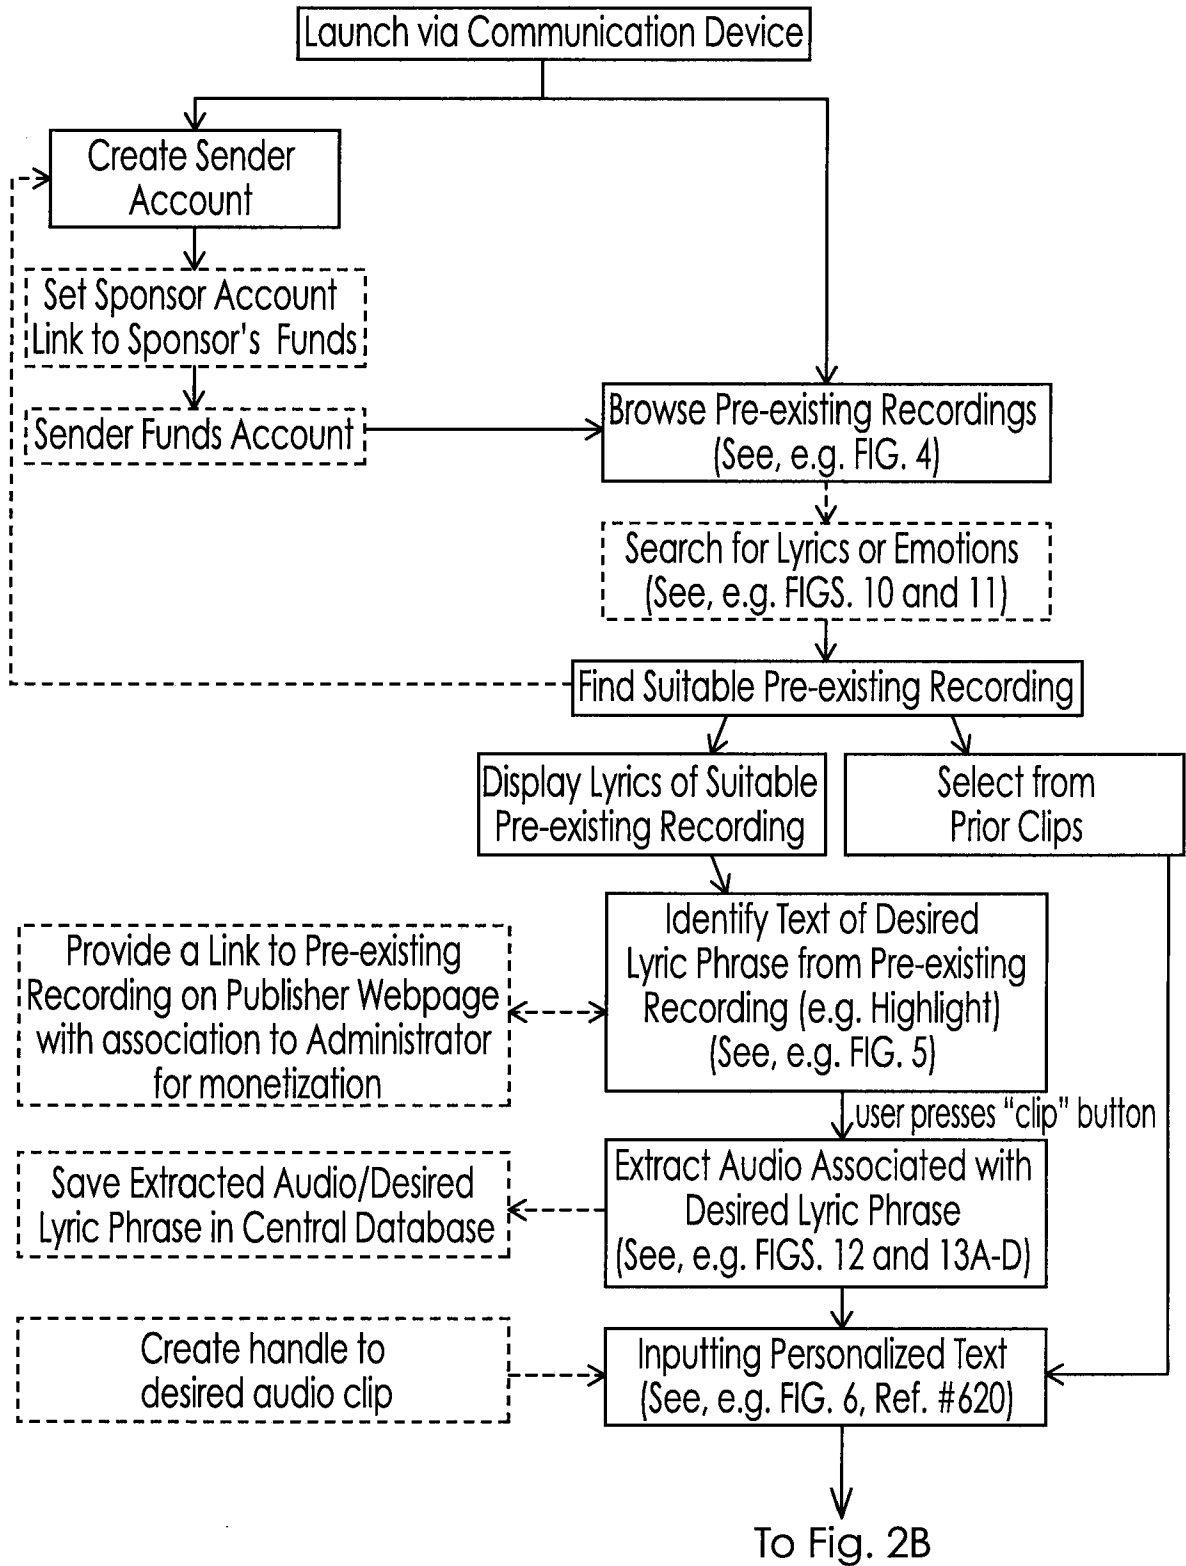 Launch via Communication Device
Create Sender
Account
Set Sponsor Account
Link to Sponsor's Funds
Sender Funds Account
Browse Pre-existing Recordings
(See, e.g. FIG. 4)
Search for Lyrics or Emotions
(See, e.g. FIGS. 10 and 11)
Find Suitable Pre-existing Recording
Display Lyrics of Suitable
Pre-existing Recording
Select from
Prior Clips
Identify Text of Desired
Lyric Phrase from Pre-existing
Recording (e.g. Highlight)
(See, e.g. FIG. 5)
Provide a Link to Pre-existing
Recording on Publisher Webpage
with association to Administrator
for monetization
user presses "clip" button
Extract Audio Associated with
Desired Lyric Phrase
(See, e.g. FIGS. 12 and 13A-D)
Save Extracted Audio/Desired
Lyric Phrase in Central Database
Create handle to
desired audio clip
Inputting Personalized Text
(See, e.g. FIG. 6, Ref. #620)
To Fig. 2B